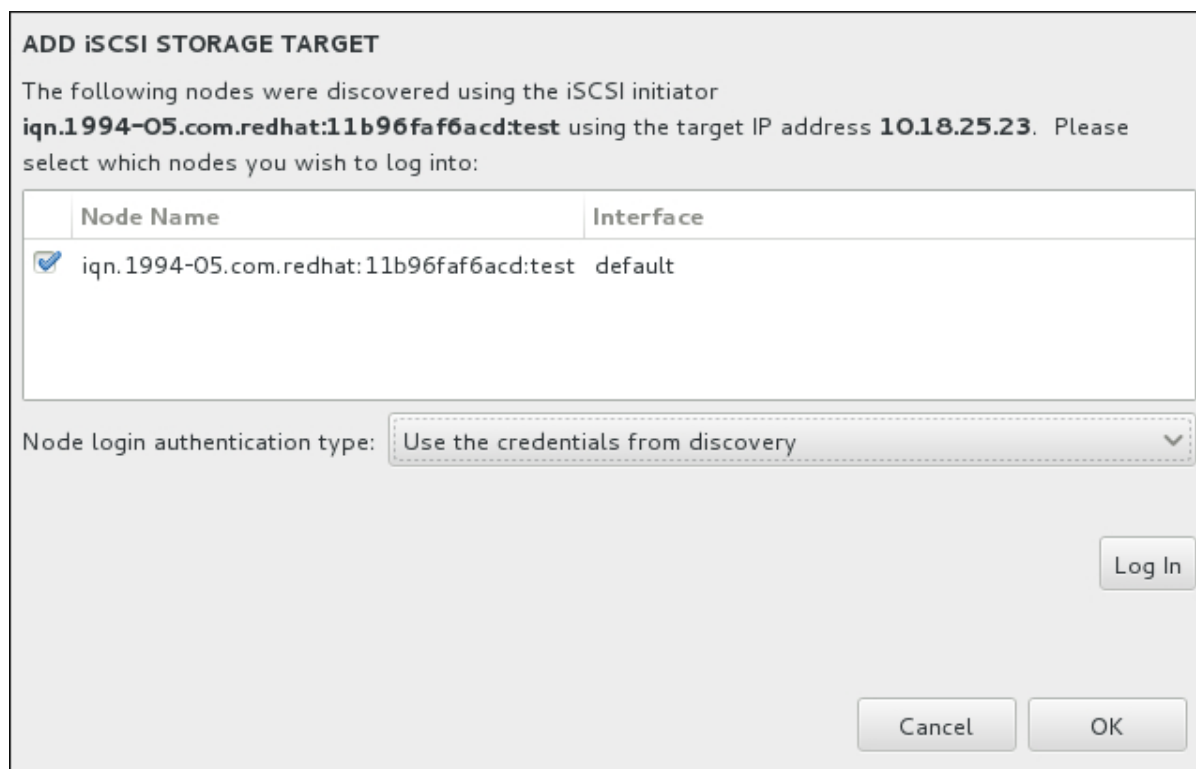 ADD iSCSI STORAGE TARGET
The following nodes were discovered using the iSCSI initiator
iqn.1994-05.com.redhat:11b96faf6acd:test using the target IP address 10.18.25.23. Please
select which nodes you wish to log into:
Node Name Interface
iqn.1994-05.com.redhat:11b96faf6acd:test default
Node login authentication type: Use the credentials from discovery
Log In
Cancel OK